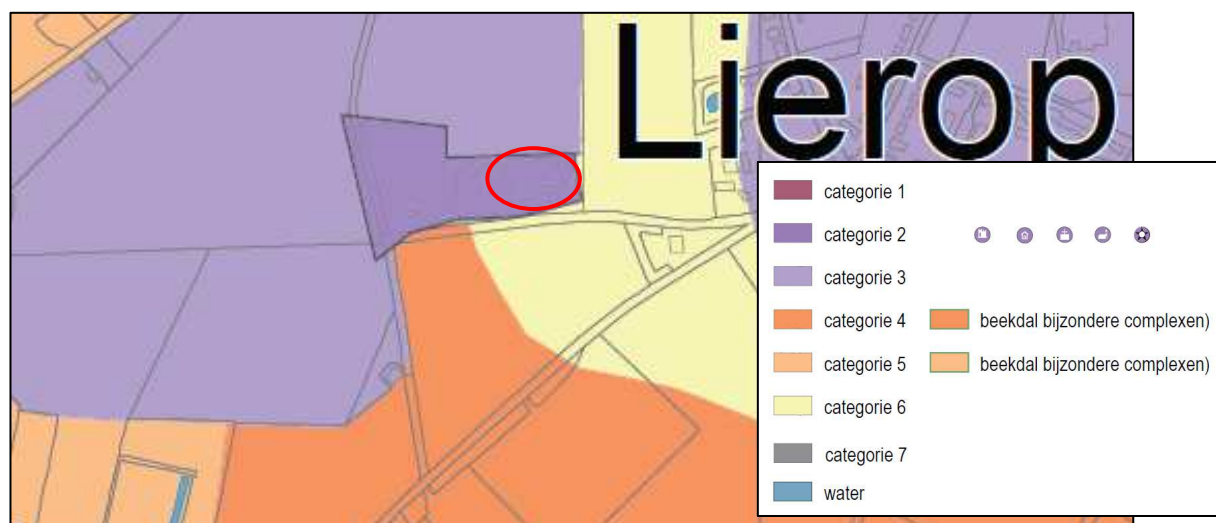 Lierop
categorie 1
categorie 2
categorie 3
categorie 4 beekdal bijzondere complexen)
categorie 5 beekdal bijzondere complexen)
categorie 6
categorie 7
water